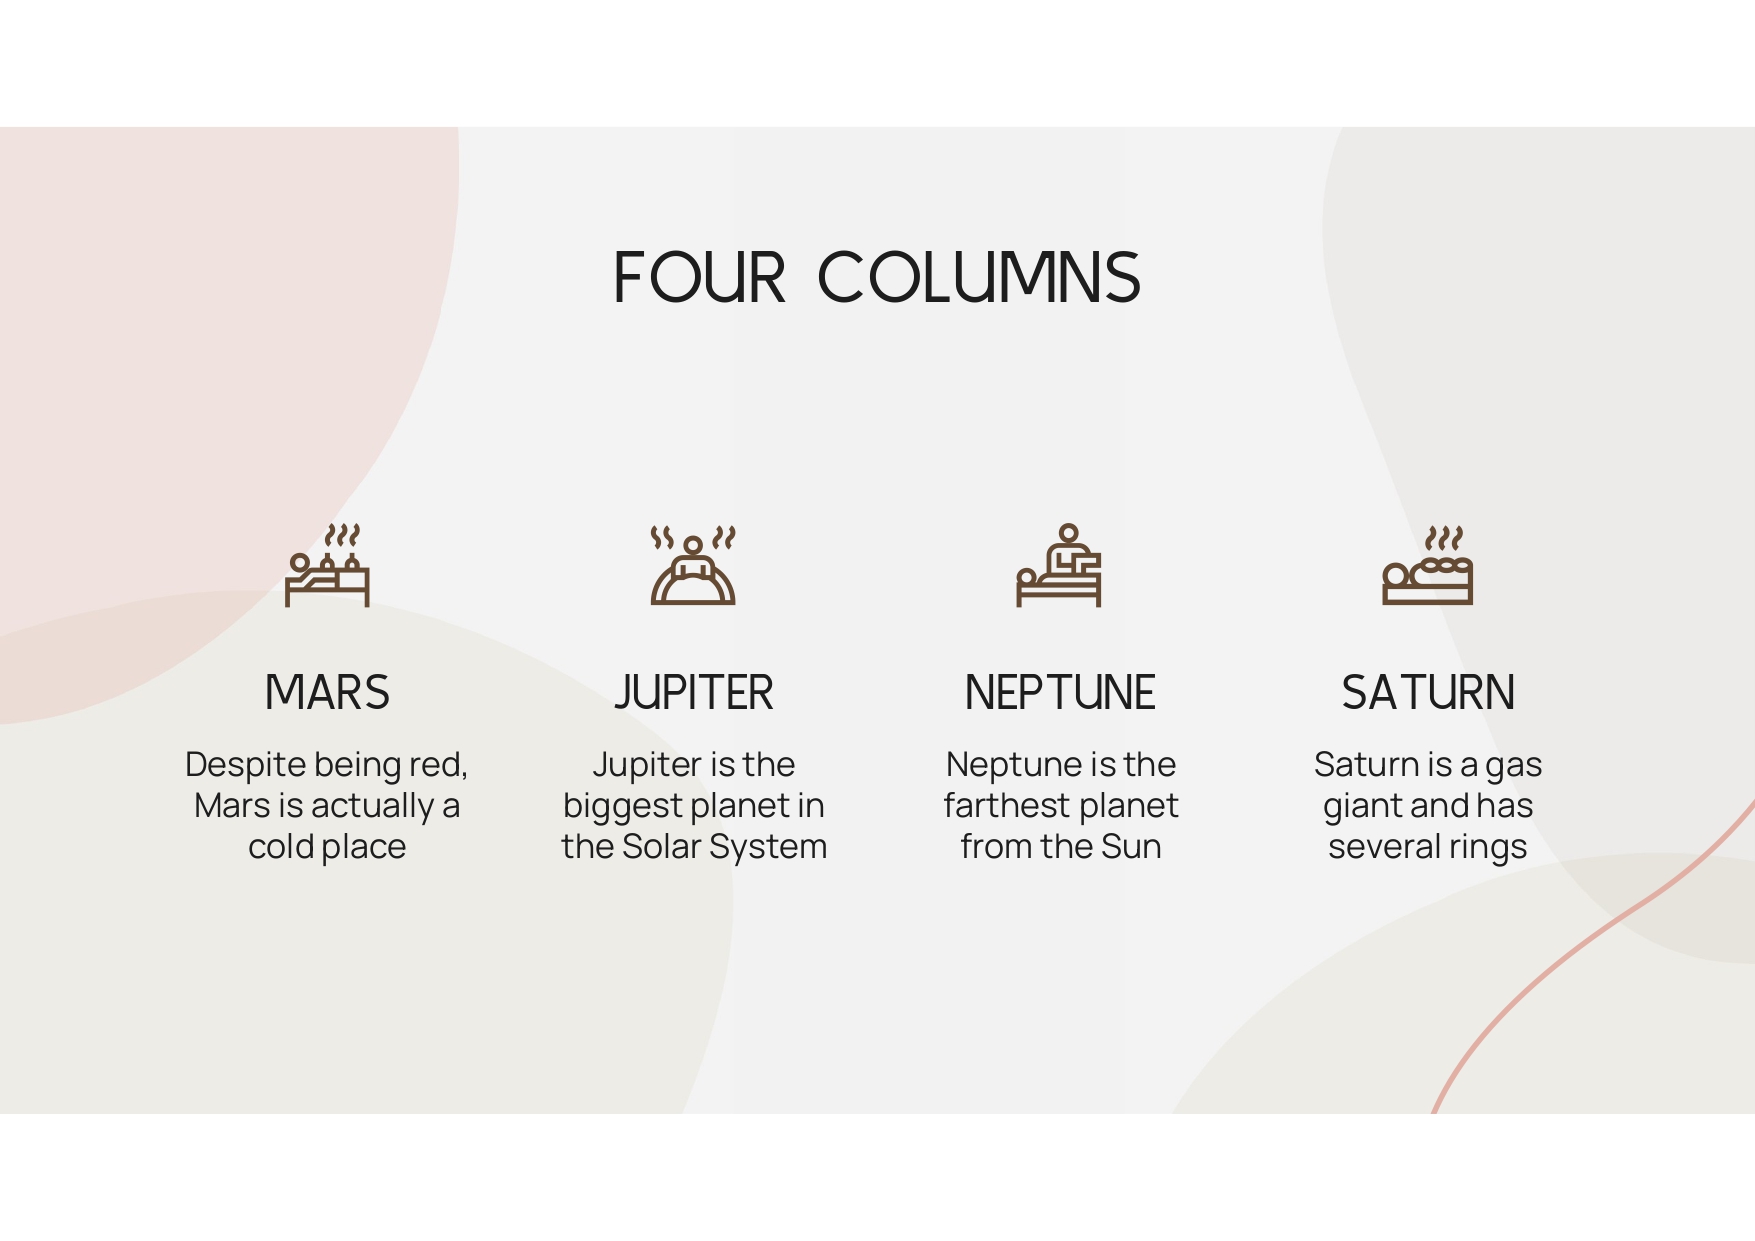 FOUR COLUMNS
MARS
Despite being red,
Mars is actually a
cold place
JUPITER
Jupiter is the
biggest planet in
the Solar System
NEPTUNE
Neptune is the
farthest planet
from the Sun
SATURN
Saturn is a gas
giant and has
several rings